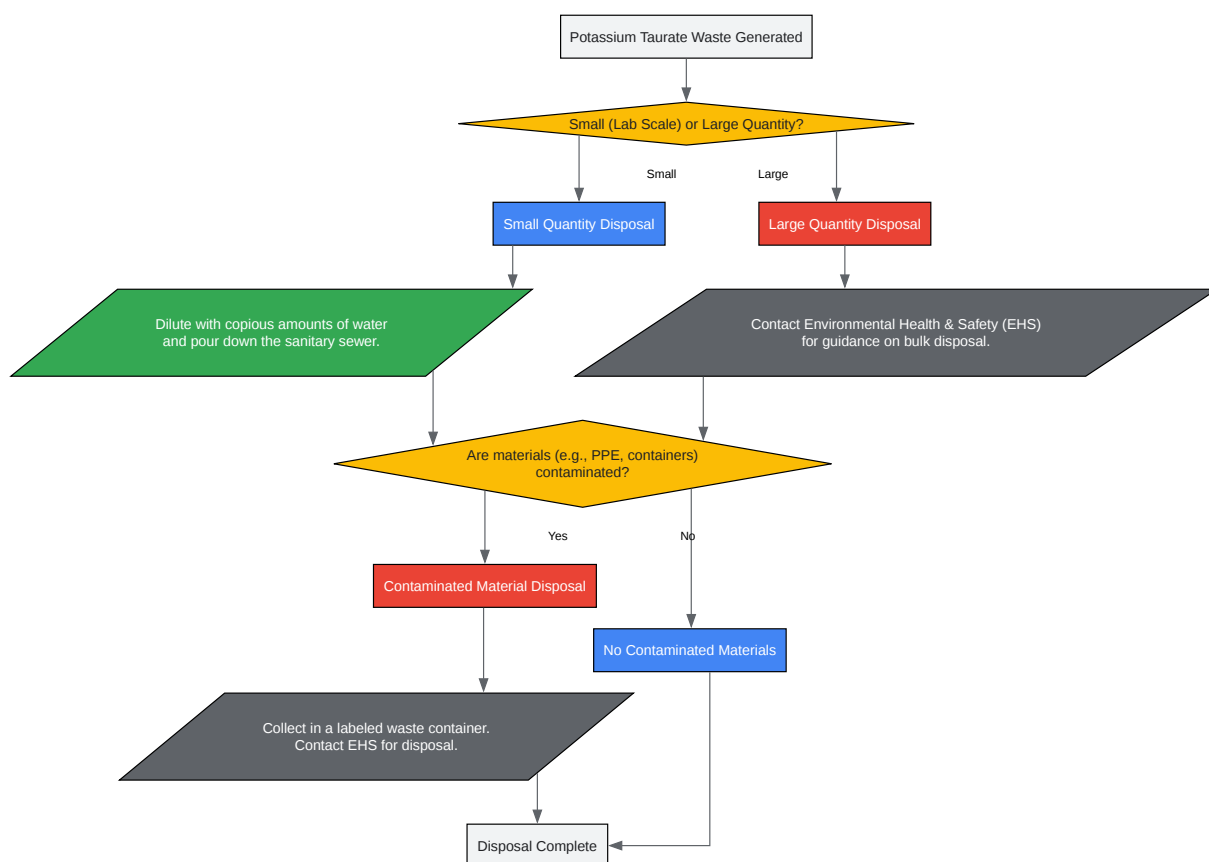 Potassium Taurate Waste Generated
Small (Lab Scale) or Large Quantity?
Small
Large
Small Quantity Disposal
Large Quantity Disposal
Dilute with copious amounts of water
and pour down the sanitary sewer.
Contact Environmental Health & Safety (EHS)
for guidance on bulk disposal.
Are materials (e.g., PPE, containers)
contaminated?
Yes
No
Contaminated Material Disposal
No Contaminated Materials
Collect in a labeled waste container.
Contact EHS for disposal.
Disposal Complete